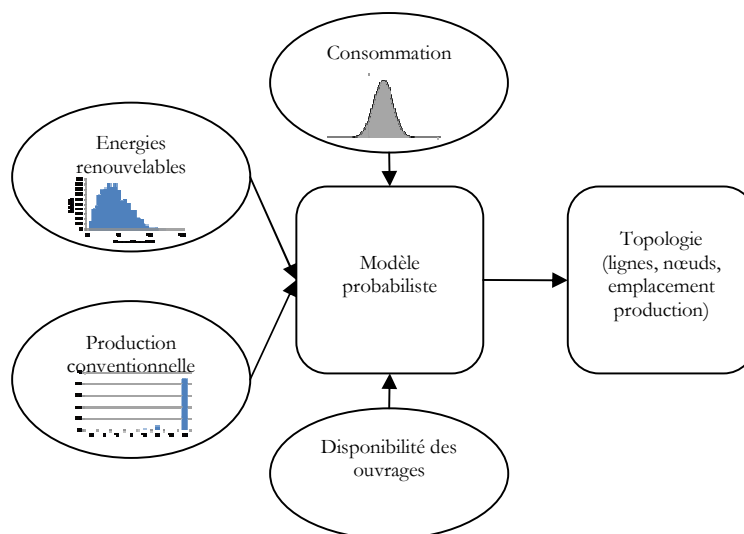 Consommation
Energies
renouvelables
Modèle
probabiliste
Topologie
(lignes, nœuds,
emplacement
production)
Production
conventionnelle
Disponibilité des
ouvrages